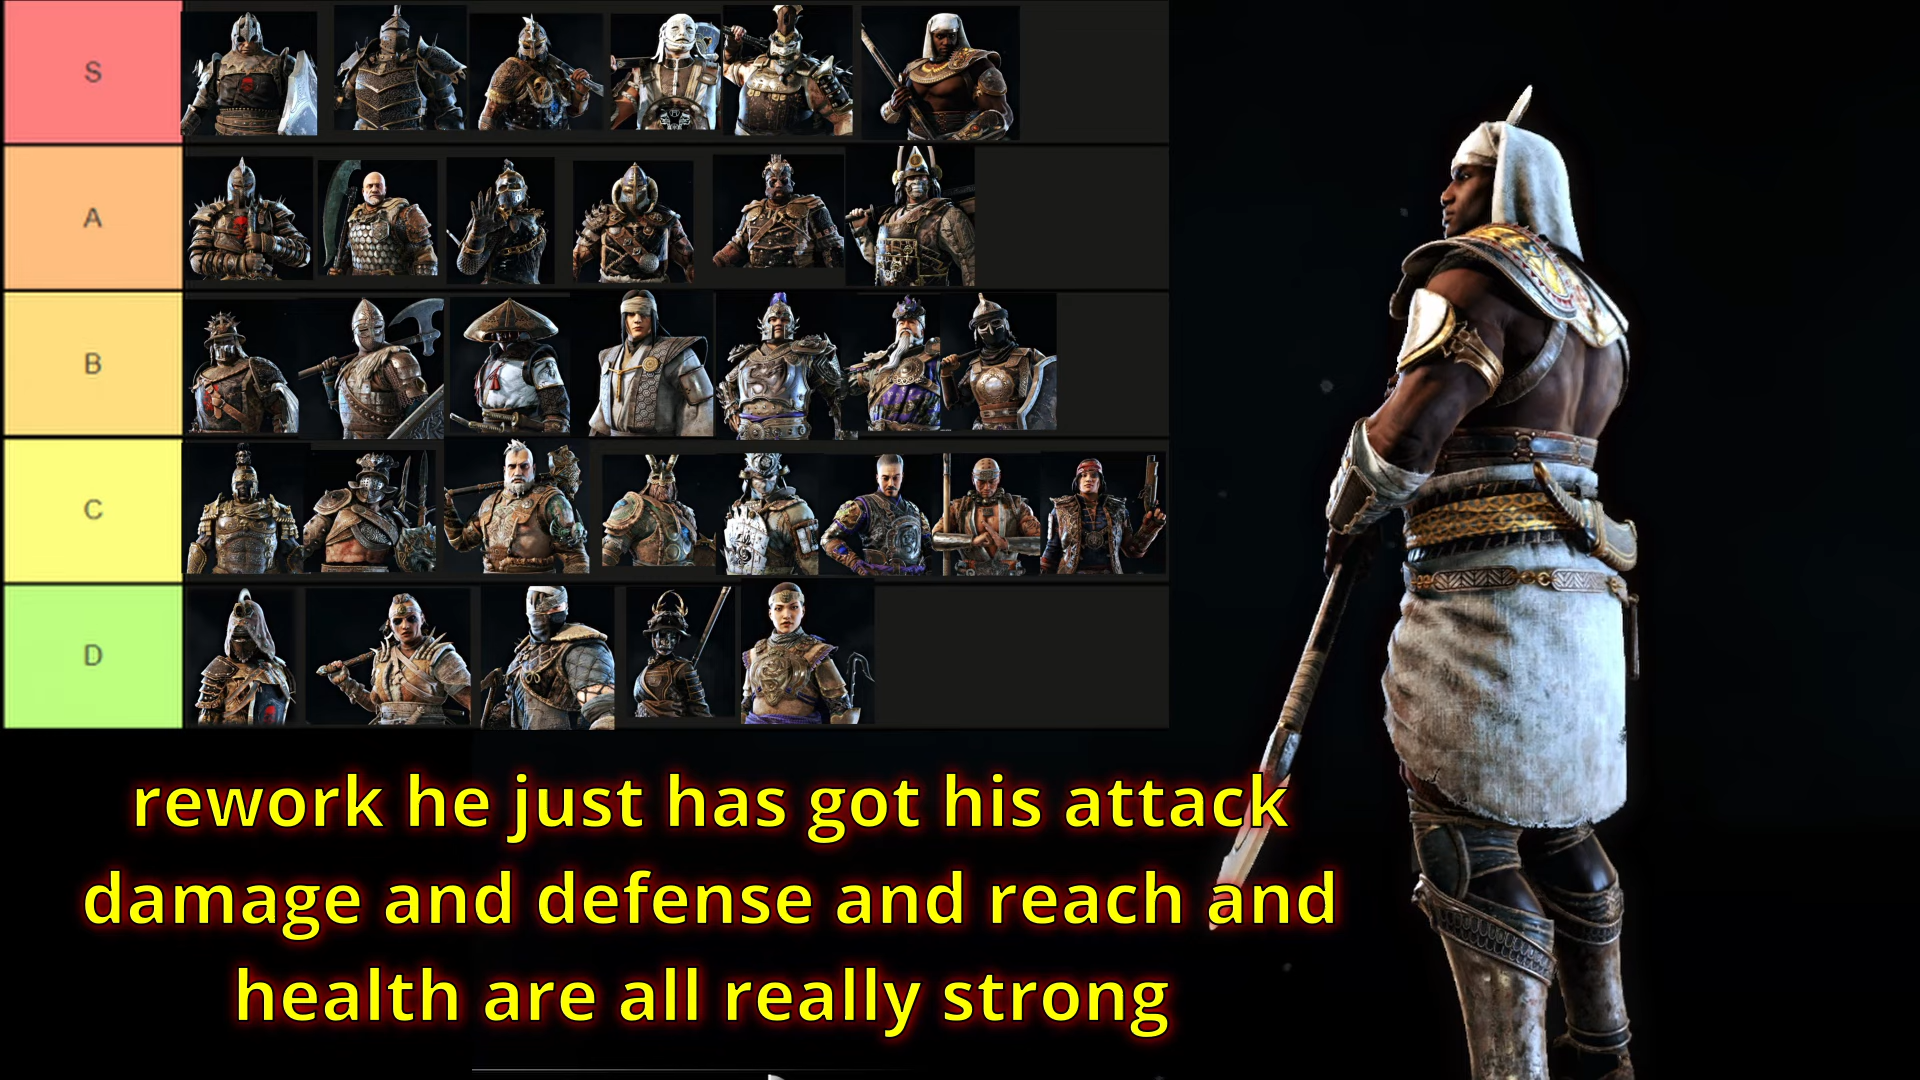 S
A
B
C
D
rework he just has got his attack
damage and defense and reach and
health are all really strong